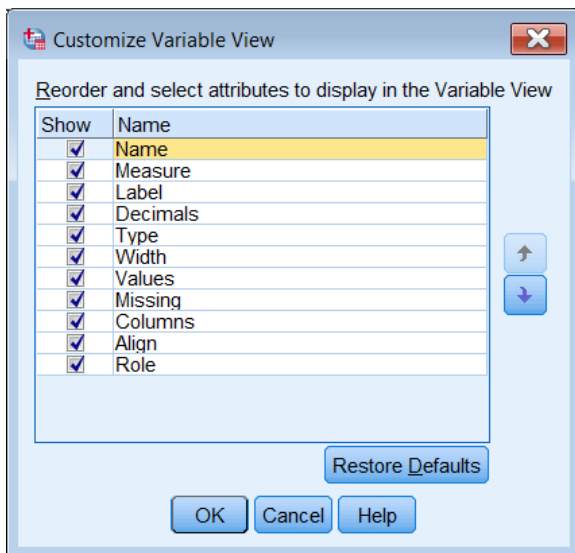 Customize Variable View
Reorder and select attributes to display in the Variable View
Show Name
Name
Measure
Label
Decimals
Type
Width
Values
Missing
Columns
Align
Role
Restore Defaults
OK Cancel Help